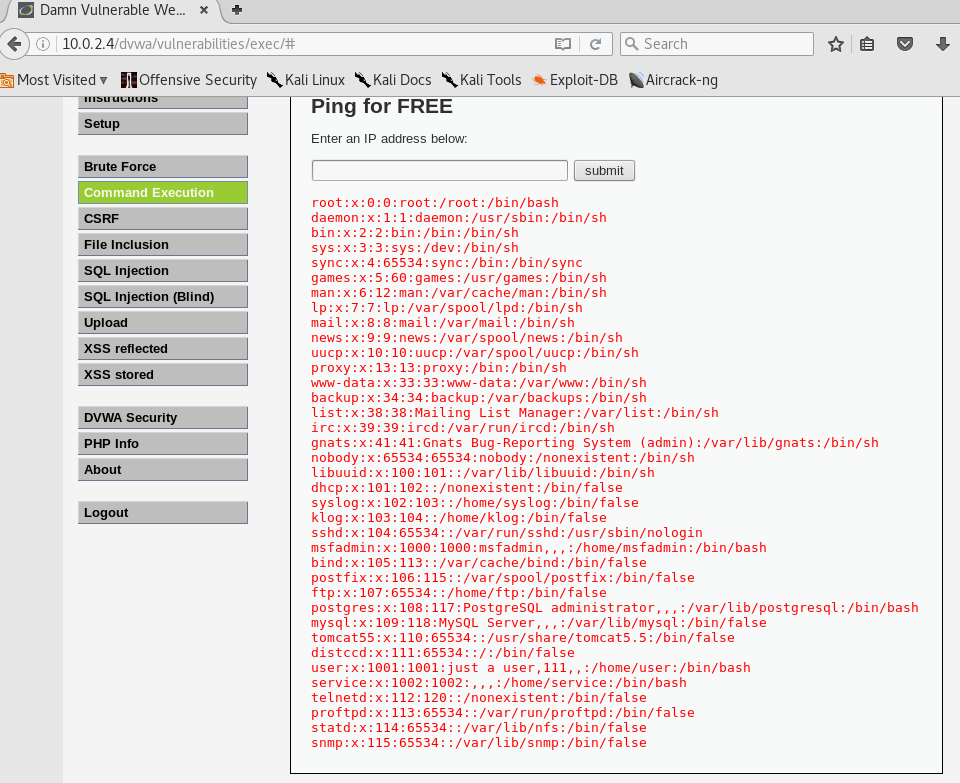 Damn Vulnerable We...
10.0.2.4/dvwa/vulnerabilities/exec/#
Search
Most Visited
Offensive Security
Kali Linux
Kali Docs
Kali Tools
Exploit-DB
Aircrack-ng
Instructions
Setup
Brute Force
Command Execution
CSRF
File Inclusion
SQL Injection
SQL Injection (Blind)
Upload
XSS reflected
XSS stored
DVWA Security
PHP Info
About
Logout
Ping for FREE
Enter an IP address below:
submit
root:x:0:0:root:/root:/bin/bash
daemon:x:1:1:daemon:/usr/sbin:/bin/sh
bin:x:2:2:bin:/bin:/bin/sh
sys:x:3:3:sys:/dev:/bin/sh
sync:x:4:65534:sync:/bin:/bin/sync
games:x:5:60:games:/usr/games:/bin/sh
man:x:6:12:man:/var/cache/man:/bin/sh
lp:x:7:7:lp:/var/spool/lpd:/bin/sh
mail:x:8:8:mail:/var/mail:/bin/sh
news:x:9:9:news:/var/spool/news:/bin/sh
uucp:x:10:10:uucp:/var/spool/uucp:/bin/sh
proxy:x:13:13:proxy:/bin:/bin/sh
www-data:x:33:33:www-data:/var/www:/bin/sh
backup:x:34:34:backup:/var/backups:/bin/sh
list:x:38:38:Mailing List Manager:/var/list:/bin/sh
irc:x:39:39:ircd:/var/run/ircd:/bin/sh
gnats:x:41:41:Gnats Bug-Reporting System (admin):/var/lib/gnats:/bin/sh
nobody:x:65534:65534:nobody:/nonexistent:/bin/sh
libuuid:x:100:101::/var/lib/libuuid:/bin/sh
dhcp:x:101:102::/nonexistent:/bin/false
syslog:x:102:103::/home/syslog:/bin/false
klog:x:103:104::/home/klog:/bin/false
sshd:x:104:65534::/var/run/sshd:/usr/sbin/nologin
msfadmin:x:1000:1000:msfadmin,,,:/home/msfadmin:/bin/bash
bind:x:105:113::/var/cache/bind:/bin/false
postfix:x:106:115::/var/spool/postfix:/bin/false
ftp:x:107:65534::/home/ftp:/bin/false
postgres:x:108:117:PostgreSQL administrator,,,:/var/lib/postgresql:/bin/bash
mysql:x:109:118:MySQL Server,,,:/var/lib/mysql:/bin/false
tomcat55:x:110:65534::/usr/share/tomcat5.5:/bin/false
distccd:x:111:65534::/:/bin/false
user:x:1001:1001:just a user,111,,:/home/user:/bin/bash
service:x:1002:1002:,,,:/home/service:/bin/bash
telnetd:x:112:120::/nonexistent:/bin/false
proftpd:x:113:65534::/var/run/proftpd:/bin/false
statd:x:114:65534::/var/lib/nfs:/bin/false
snmp:x:115:65534::/var/lib/snmp:/bin/false